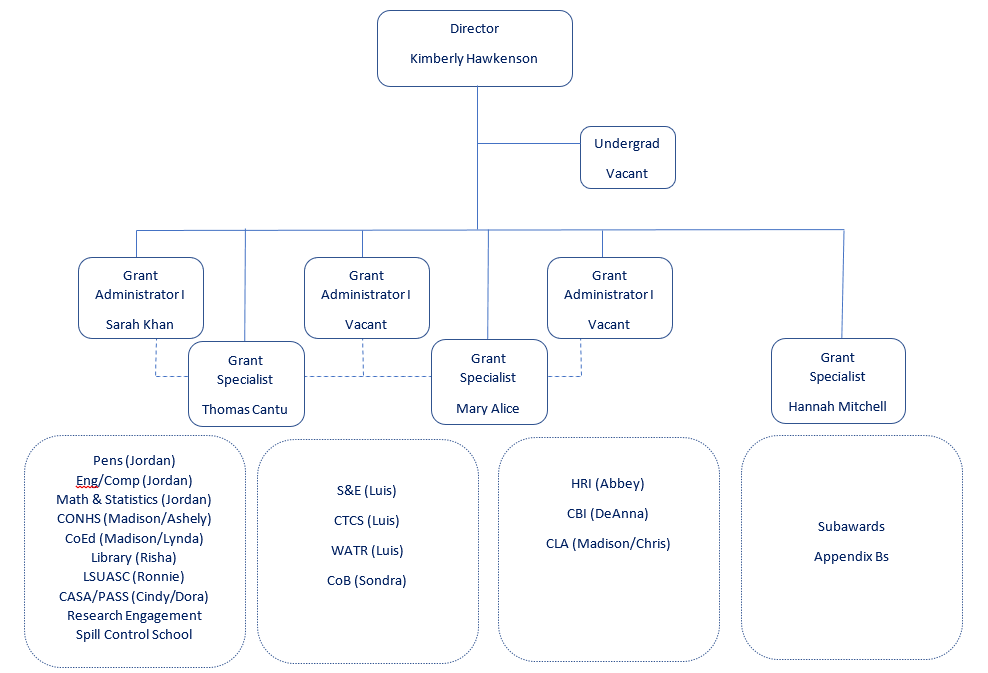 Director
Kimberly Hawkenson
Undergrad
Vacant
Grant
Administrator I
Sarah Khan
Grant
Administrator I
Vacant
Grant
Administrator I
Vacant
Grant
Specialist
Thomas Cantu
Grant
Specialist
Mary Alice
Grant
Specialist
Hannah Mitchell
Pens (Jordan)
Eng/Comp (Jordan)
Math & Statistics (Jordan)
CONHS (Madison/Ashely)
CoEd (Madison/Lynda)
Library (Risha)
LSUASC (Ronnie)
CASA/PASS (Cindy/Dora)
Research Engagement
Spill Control School
S&E (Luis)
CTCS (Luis)
WATR (Luis)
CoB (Sondra)
HRI (Abbey)
CBI (DeAnna)
CLA (Madison/Chris)
Subawards
Appendix Bs